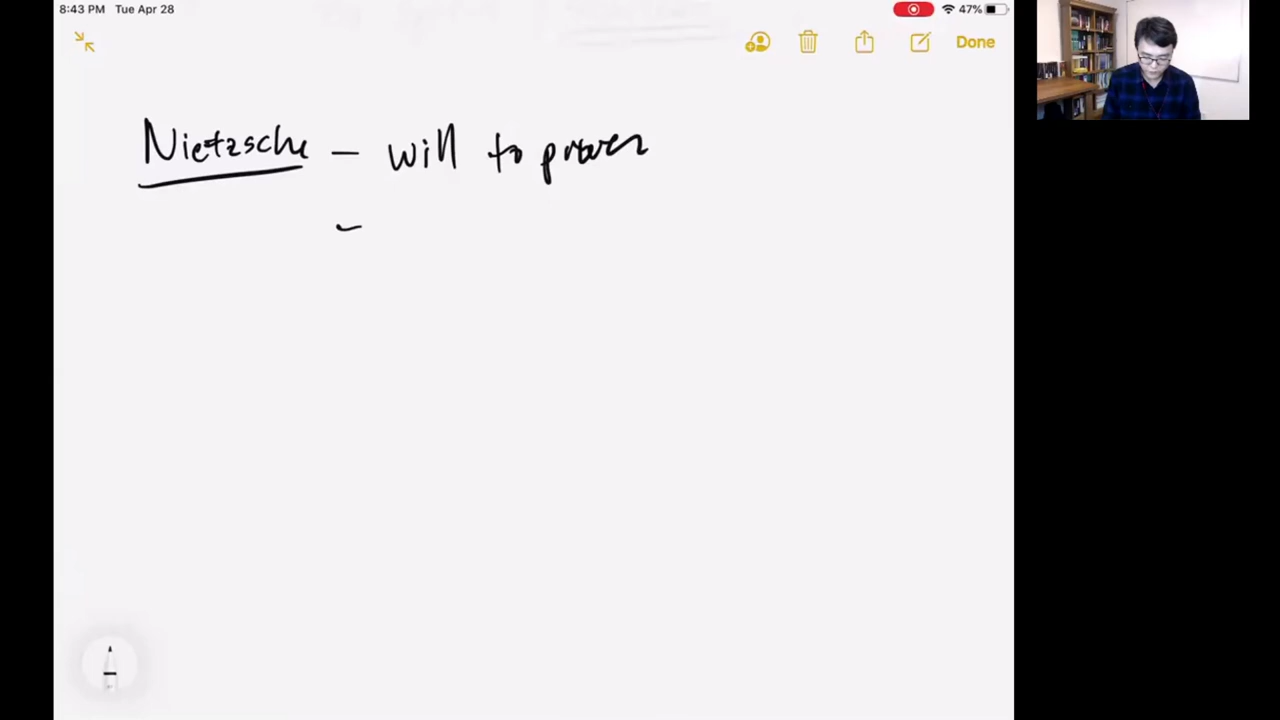 8:43 PM Tue Apr 28
47%
Done
Nietzsche – will to power